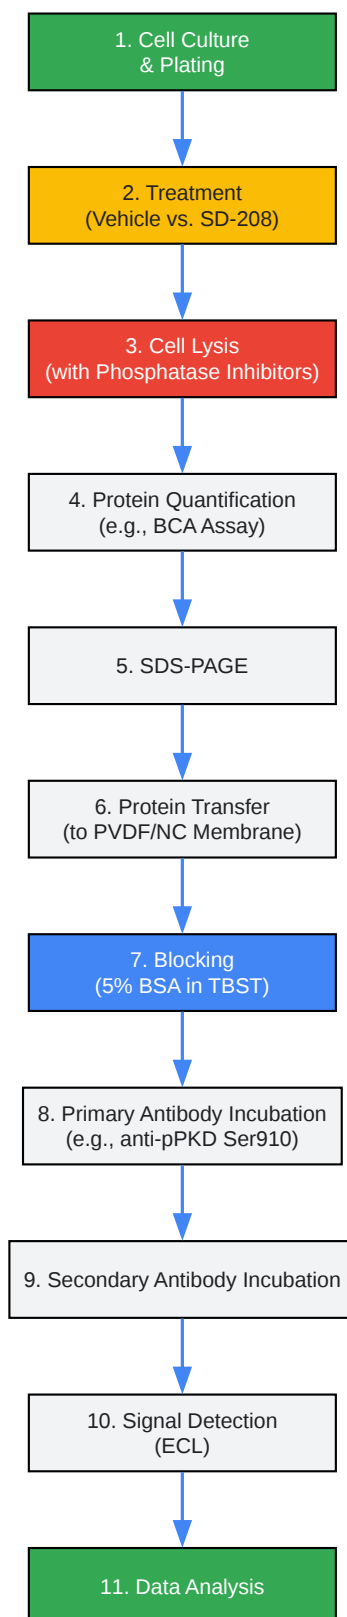 1. Cell Culture
& Plating
2. Treatment
(Vehicle vs. SD-208)
3. Cell Lysis
(with Phosphatase Inhibitors)
4. Protein Quantification
(e.g., BCA Assay)
5. SDS-PAGE
6. Protein Transfer
(to PVDF/NC Membrane)
7. Blocking
(5% BSA in TBST)
8. Primary Antibody Incubation
(e.g., anti-pPKD Ser910)
9. Secondary Antibody Incubation
10. Signal Detection
(ECL)
11. Data Analysis